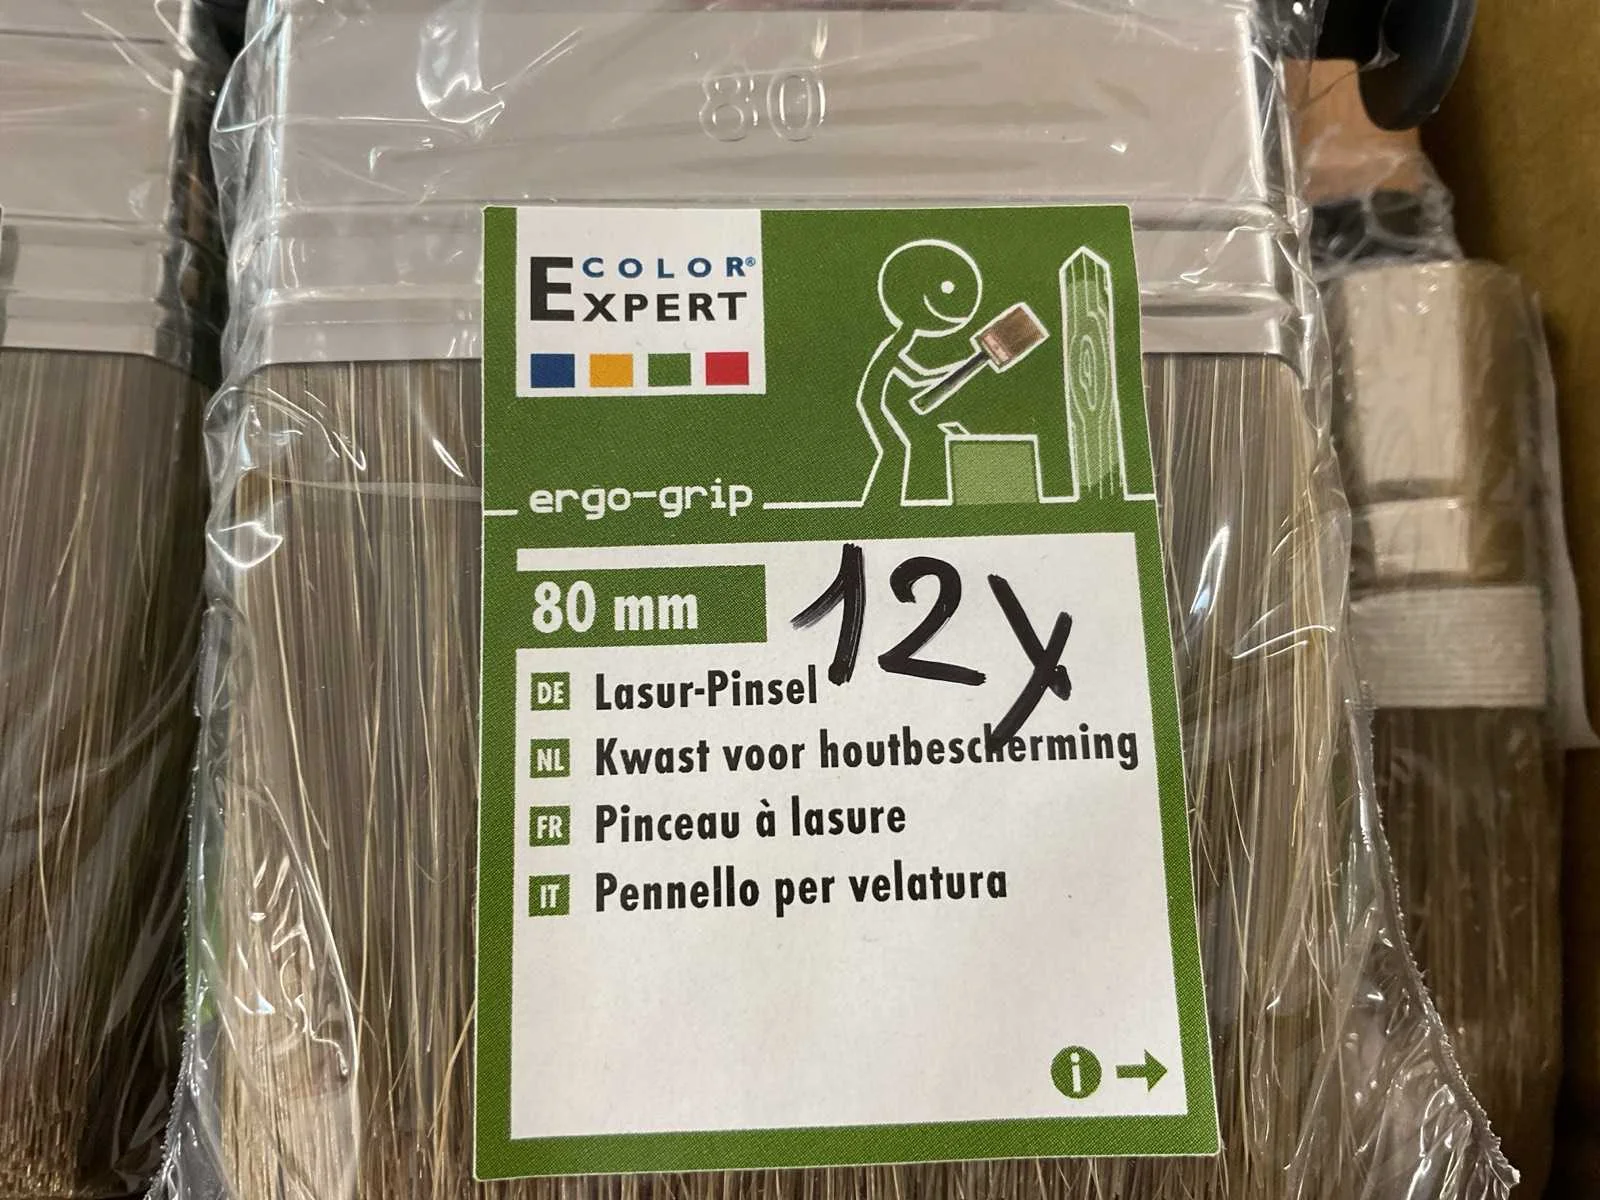 80
COLOR®
EXPERT
ergo-grip
80 mm
12x
DE Lasur-Pinsel
NL Kwast voor houtbescherming
FR Pinceau à lasure
IT Pennello per velatura
i →